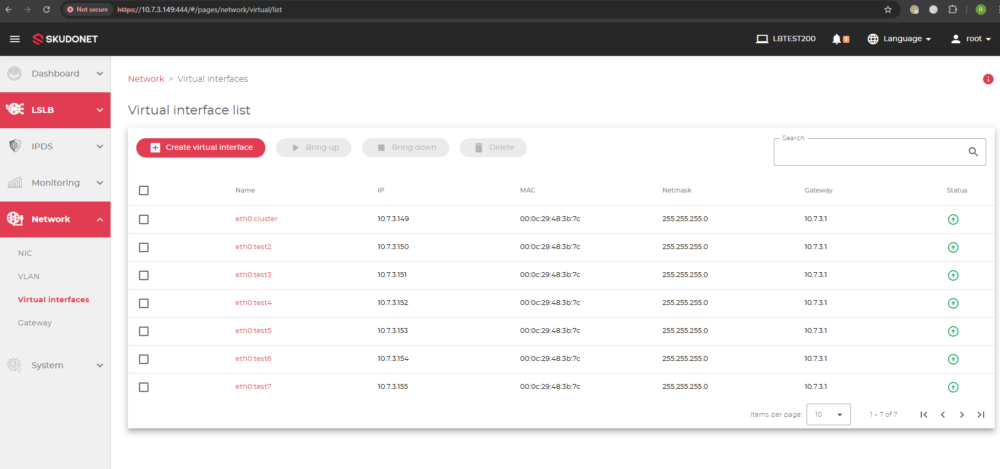 Not secure https://10.7.3.149:444/#/pages/network/virtual/list R
SKUDONET LBTEST200 1 Language root
Dashboard
LSLB
IPDS
Monitoring
Network
NIC
VLAN
Virtual interfaces
Gateway
System
Network > Virtual interfaces
Virtual interface list
Create virtual interface Bring up Bring down Delete Search
Name IP MAC Netmask Gateway Status
eth0:cluster 10.7.3.149 00:0c:29:48:3b:7c 255.255.255.0 10.7.3.1
eth0:test2 10.7.3.150 00:0c:29:48:3b:7c 255.255.255.0 10.7.3.1
eth0:test3 10.7.3.151 00:0c:29:48:3b:7c 255.255.255.0 10.7.3.1
eth0:test4 10.7.3.152 00:0c:29:48:3b:7c 255.255.255.0 10.7.3.1
eth0:test5 10.7.3.153 00:0c:29:48:3b:7c 255.255.255.0 10.7.3.1
eth0:test6 10.7.3.154 00:0c:29:48:3b:7c 255.255.255.0 10.7.3.1
eth0:test7 10.7.3.155 00:0c:29:48:3b:7c 255.255.255.0 10.7.3.1
Items per page: 10 1 – 7 of 7